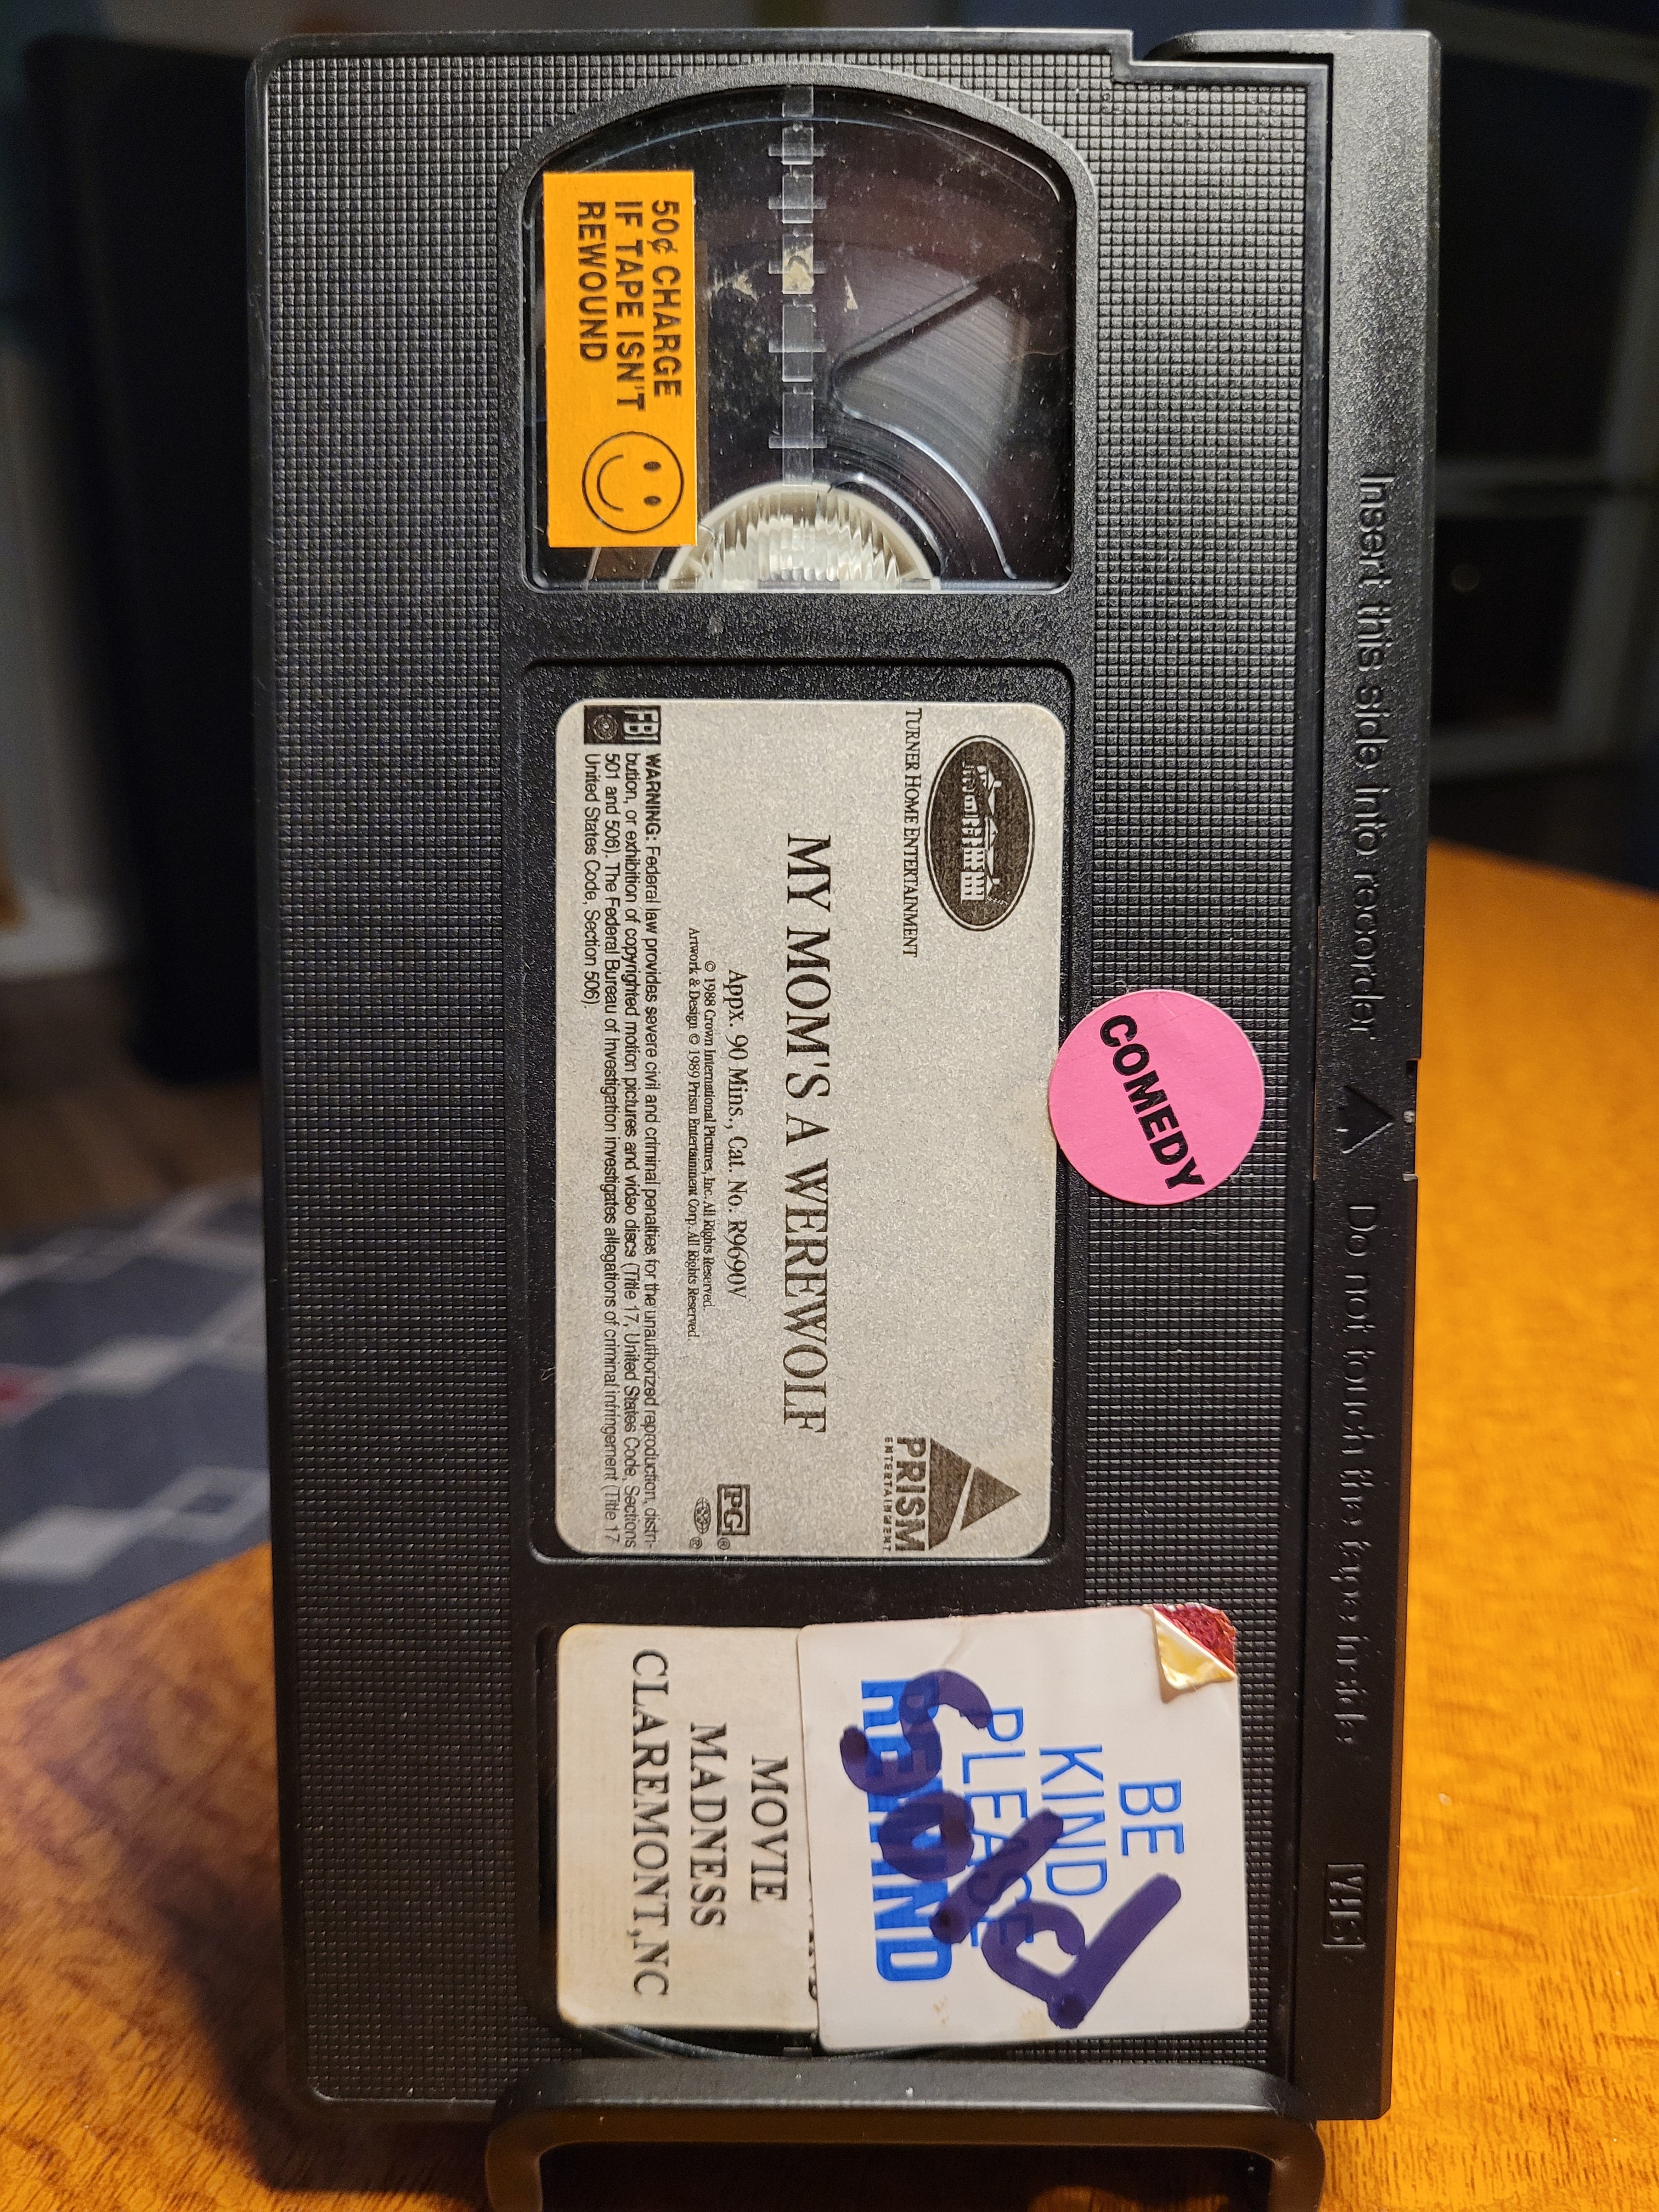 Insert this side into recorder
Do not touch the tape inside
VHS
COMEDY
50¢ CHARGE
IF TAPE ISN'T
REWOUND
TURNER HOME ENTERTAINMENT
PRISM
ENTERTAINMENT
MY MOM'S A WEREWOLF
Appx. 90 Mins., Cat. No. R9690V
© 1988 Crown International Pictures, Inc. All Rights Reserved.
Artwork & Design © 1989 Prism Entertainment Corp. All Rights Reserved.
PG®
®
FBI
WARNING: Federal law provides severe civil and criminal penalties for the unauthorized reproduction, distri-
bution, or exhibition of copyrighted motion pictures and video discs (Title 17, United States Code, Sections
501 and 506). The Federal Bureau of Investigation investigates allegations of criminal infringement (Title 17
United States Code, Section 506).
BE
KIND
PLEASE
REWIND
Sold
MOVIE
MADNESS
CLAREMONT,NC